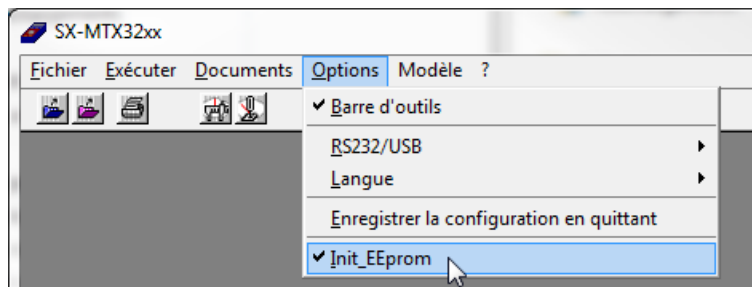 SX-MTX32xx
Fichier Exécuter Documents Options Modèle ?
Barre d'outils
RS232/USB
Langue
Enregistrer la configuration en quittant
Init_EEprom